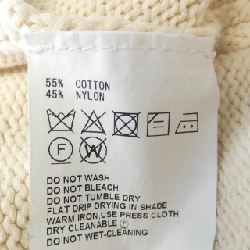 55% COTTON
45% NYLON
F W
DO NOT WASH
DO NOT BLEACH
DO NOT TUMBLE DRY
FLAT DRIP DRYING IN SHADE
WARM IRON, USE PRESS CLOTH
DRY CLEANABLE Ⓕ
DO NOT WET-CLEANING